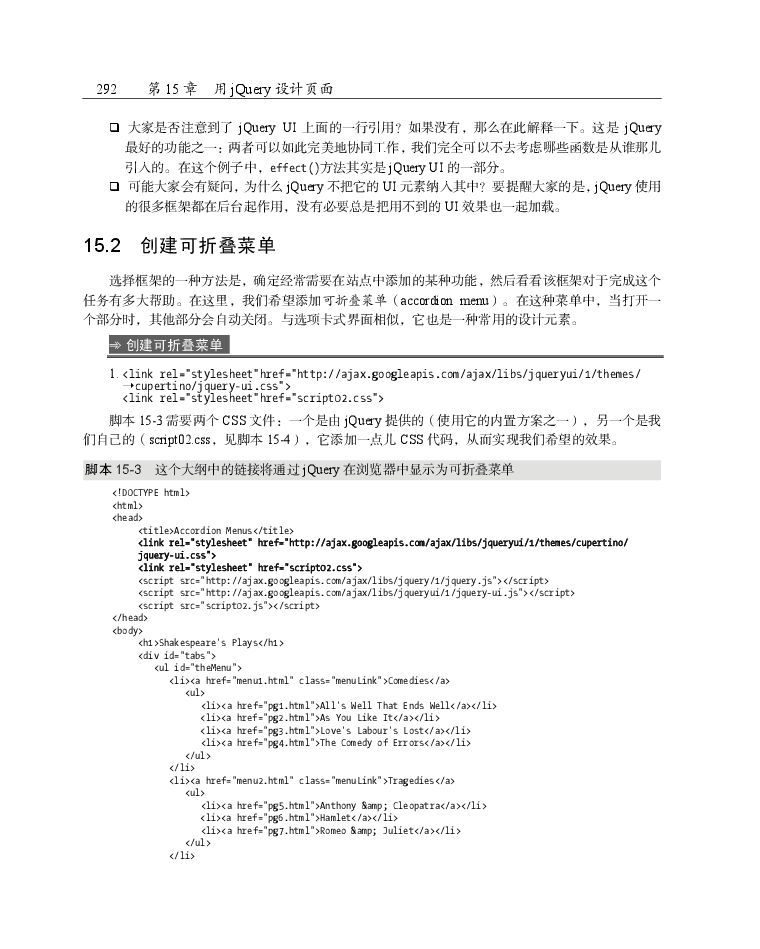 292 第 15 章 用 jQuery 设计页面
❑ 大家是否注意到了 jQuery UI 上面的一行引用？如果没有，那么在此解释一下。这是 jQuery
最好的功能之一：两者可以如此完美地协同工作，我们完全可以不去考虑哪些函数是从谁那儿
引入的。在这个例子中，effect()方法其实是 jQuery UI 的一部分。
❑ 可能大家会有疑问，为什么 jQuery 不把它的 UI 元素纳入其中？要提醒大家的是，jQuery 使用
的很多框架都在后台起作用，没有必要总是把用不到的 UI 效果也一起加载。
15.2 创建可折叠菜单
选择框架的一种方法是，确定经常需要在站点中添加的某种功能，然后看看该框架对于完成这个
任务有多大帮助。在这里，我们希望添加可折叠菜单（accordion menu）。在这种菜单中，当打开一
个部分时，其他部分会自动关闭。与选项卡式界面相似，它也是一种常用的设计元素。
➾ 创建可折叠菜单
1. <link rel="stylesheet"href="http://ajax.googleapis.com/ajax/libs/jqueryui/1/themes/
→cupertino/jquery-ui.css">
<link rel="stylesheet"href="script02.css">
脚本 15-3 需要两个 CSS 文件：一个是由 jQuery 提供的（使用它的内置方案之一），另一个是我
们自己的（script02.css，见脚本 15-4），它添加一点儿 CSS 代码，从而实现我们希望的效果。
脚本 15-3 这个大纲中的链接将通过 jQuery 在浏览器中显示为可折叠菜单
<!DOCTYPE html>
<html>
<head>
<title>Accordion Menus</title>
<link rel="stylesheet" href="http://ajax.googleapis.com/ajax/libs/jqueryui/1/themes/cupertino/
jquery-ui.css">
<link rel="stylesheet" href="script02.css">
<script src="http://ajax.googleapis.com/ajax/libs/jquery/1/jquery.js"></script>
<script src="http://ajax.googleapis.com/ajax/libs/jqueryui/1/jquery-ui.js"></script>
<script src="script02.js"></script>
</head>
<body>
<h1>Shakespeare's Plays</h1>
<div id="tabs">
<ul id="theMenu">
<li><a href="menu1.html" class="menuLink">Comedies</a>
<ul>
<li><a href="pg1.html">All's Well That Ends Well</a></li>
<li><a href="pg2.html">As You Like It</a></li>
<li><a href="pg3.html">Love's Labour's Lost</a></li>
<li><a href="pg4.html">The Comedy of Errors</a></li>
</ul>
</li>
<li><a href="menu2.html" class="menuLink">Tragedies</a>
<ul>
<li><a href="pg5.html">Anthony &amp; Cleopatra</a></li>
<li><a href="pg6.html">Hamlet</a></li>
<li><a href="pg7.html">Romeo &amp; Juliet</a></li>
</ul>
</li>